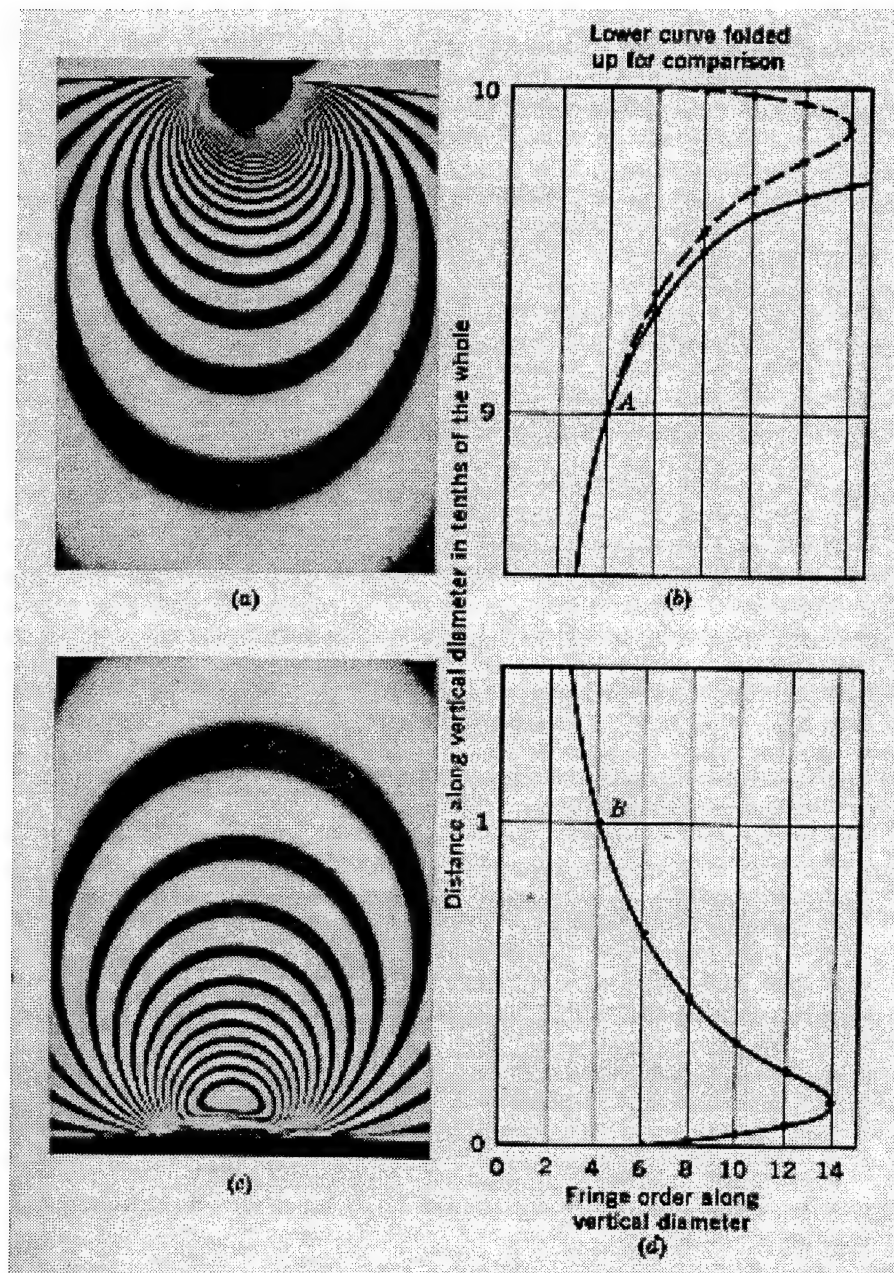 Lower curve folded
up for comparison
10
9
A
(a)
(b)
Distance along vertical diameter in tenths of the whole
1
B
0
0 2 4 6 8 10 12 14
Fringe order along
vertical diameter
(c)
(d)